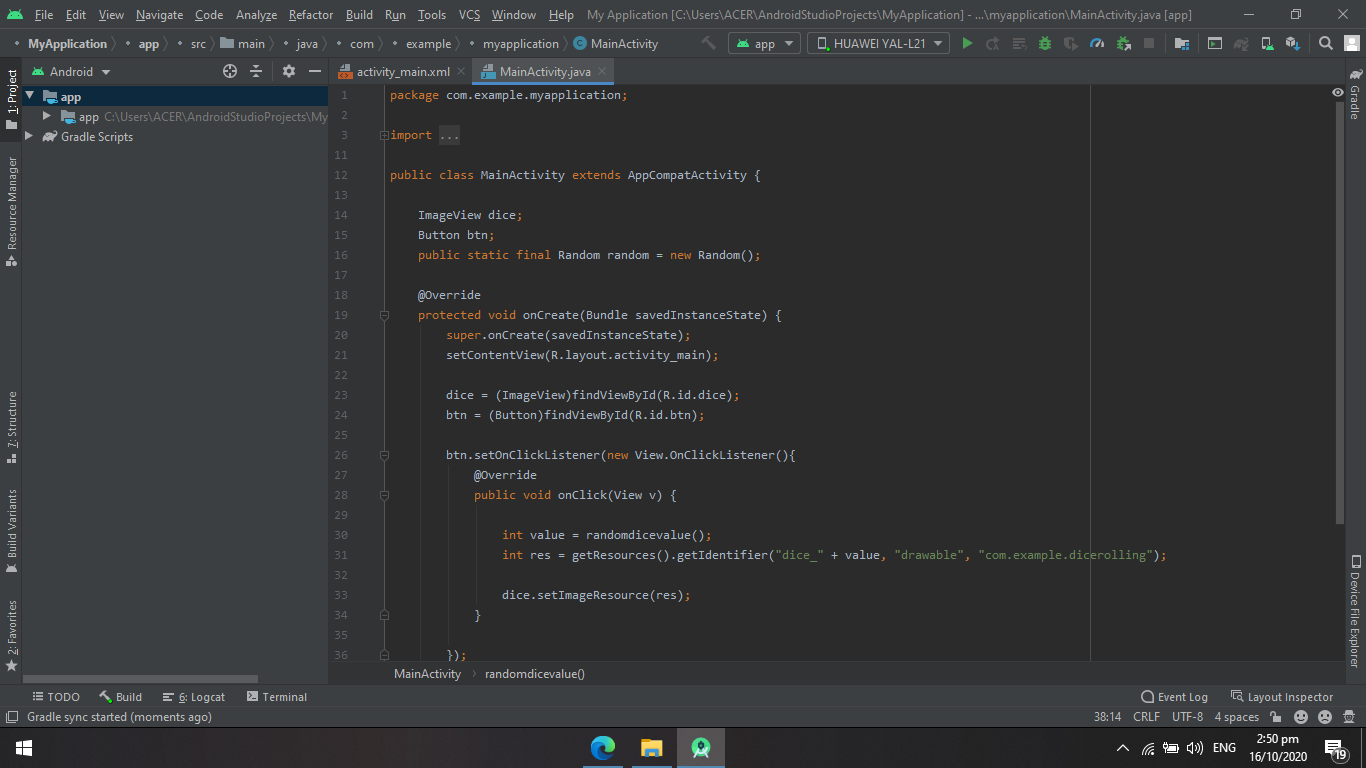 File Edit View Navigate Code Analyze Refactor Build Run Tools VCS Window Help My Application [C:\Users\ACER\AndroidStudioProjects\MyApplication] - ...\myapplication\MainActivity.java [app]
MyApplication app src main java com example myapplication MainActivity app HUAWEI YAL-L21
Android
activity_main.xml MainActivity.java
1: Project
Resource Manager
7: Structure
Build Variants
2: Favorites
app
app C:\Users\ACER\AndroidStudioProjects\My
Gradle Scripts
1 package com.example.myapplication;
2
3 import ...
11
12 public class MainActivity extends AppCompatActivity {
13
14 ImageView dice;
15 Button btn;
16 public static final Random random = new Random();
17
18 @Override
19 protected void onCreate(Bundle savedInstanceState) {
20 super.onCreate(savedInstanceState);
21 setContentView(R.layout.activity_main);
22
23 dice = (ImageView)findViewById(R.id.dice);
24 btn = (Button)findViewById(R.id.btn);
25
26 btn.setOnClickListener(new View.OnClickListener(){
27 @Override
28 public void onClick(View v) {
29
30 int value = randomdicevalue();
31 int res = getResources().getIdentifier("dice_" + value, "drawable", "com.example.dicerolling");
32
33 dice.setImageResource(res);
34 }
35
36 });
MainActivity randomdicevalue()
Gradle
Device File Explorer
TODO Build 6: Logcat Terminal Event Log Layout Inspector
Gradle sync started (moments ago) 38:14 CRLF UTF-8 4 spaces
ENG 2:50 pm
16/10/2020 19